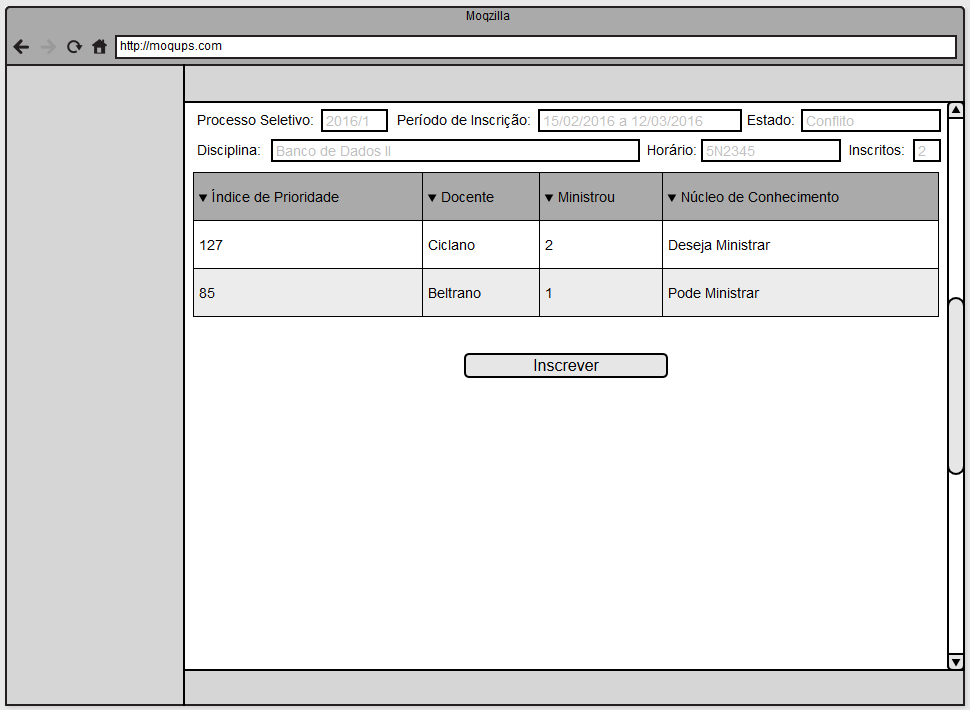 Moqzilla
http://moqups.com
Processo Seletivo: 2016/1 Período de Inscrição: 15/02/2016 a 12/03/2016 Estado: Conflito
Disciplina: Banco de Dados II Horário: 5N2345 Inscritos: 2
▼ Índice de Prioridade ▼ Docente ▼ Ministrou ▼ Núcleo de Conhecimento
127 Ciclano 2 Deseja Ministrar
85 Beltrano 1 Pode Ministrar
Inscrever